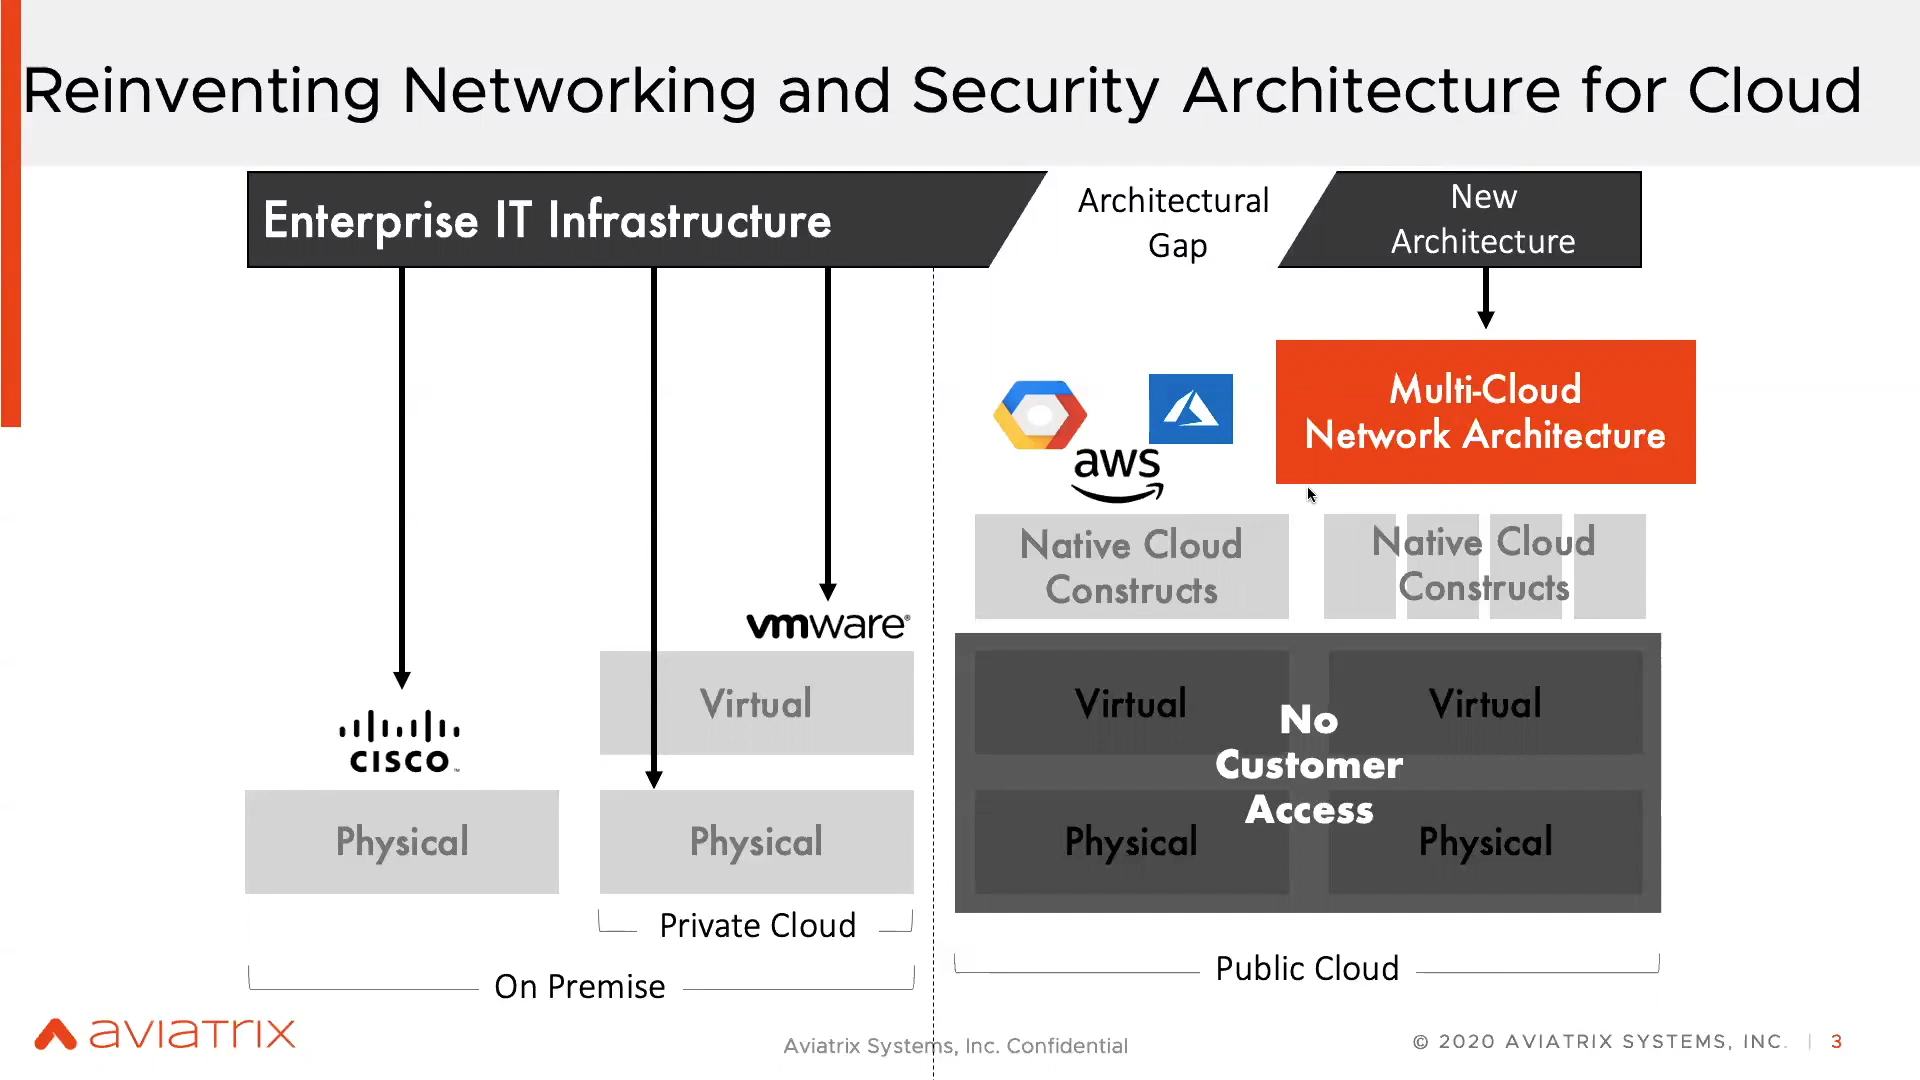 Reinventing Networking and Security Architecture for Cloud
Enterprise IT Infrastructure
Architectural
Gap
New
Architecture
Multi-Cloud
Network Architecture
aws
Native Cloud
Constructs
Native Cloud
Constructs
vmware®
Virtual
Virtual
Virtual
No
Customer
Access
CISCO™
Physical
Physical
Physical
Physical
Private Cloud
On Premise
Public Cloud
AVIATRIX
Aviatrix Systems, Inc. Confidential
© 2020 AVIATRIX SYSTEMS, INC. | 3